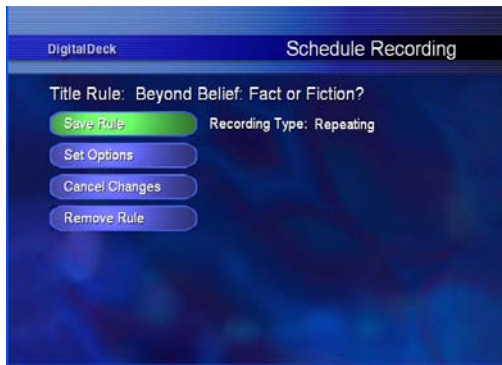 DigitalDeck
Schedule Recording
Title Rule: Beyond Belief: Fact or Fiction?
Save Rule
Recording Type: Repeating
Set Options
Cancel Changes
Remove Rule